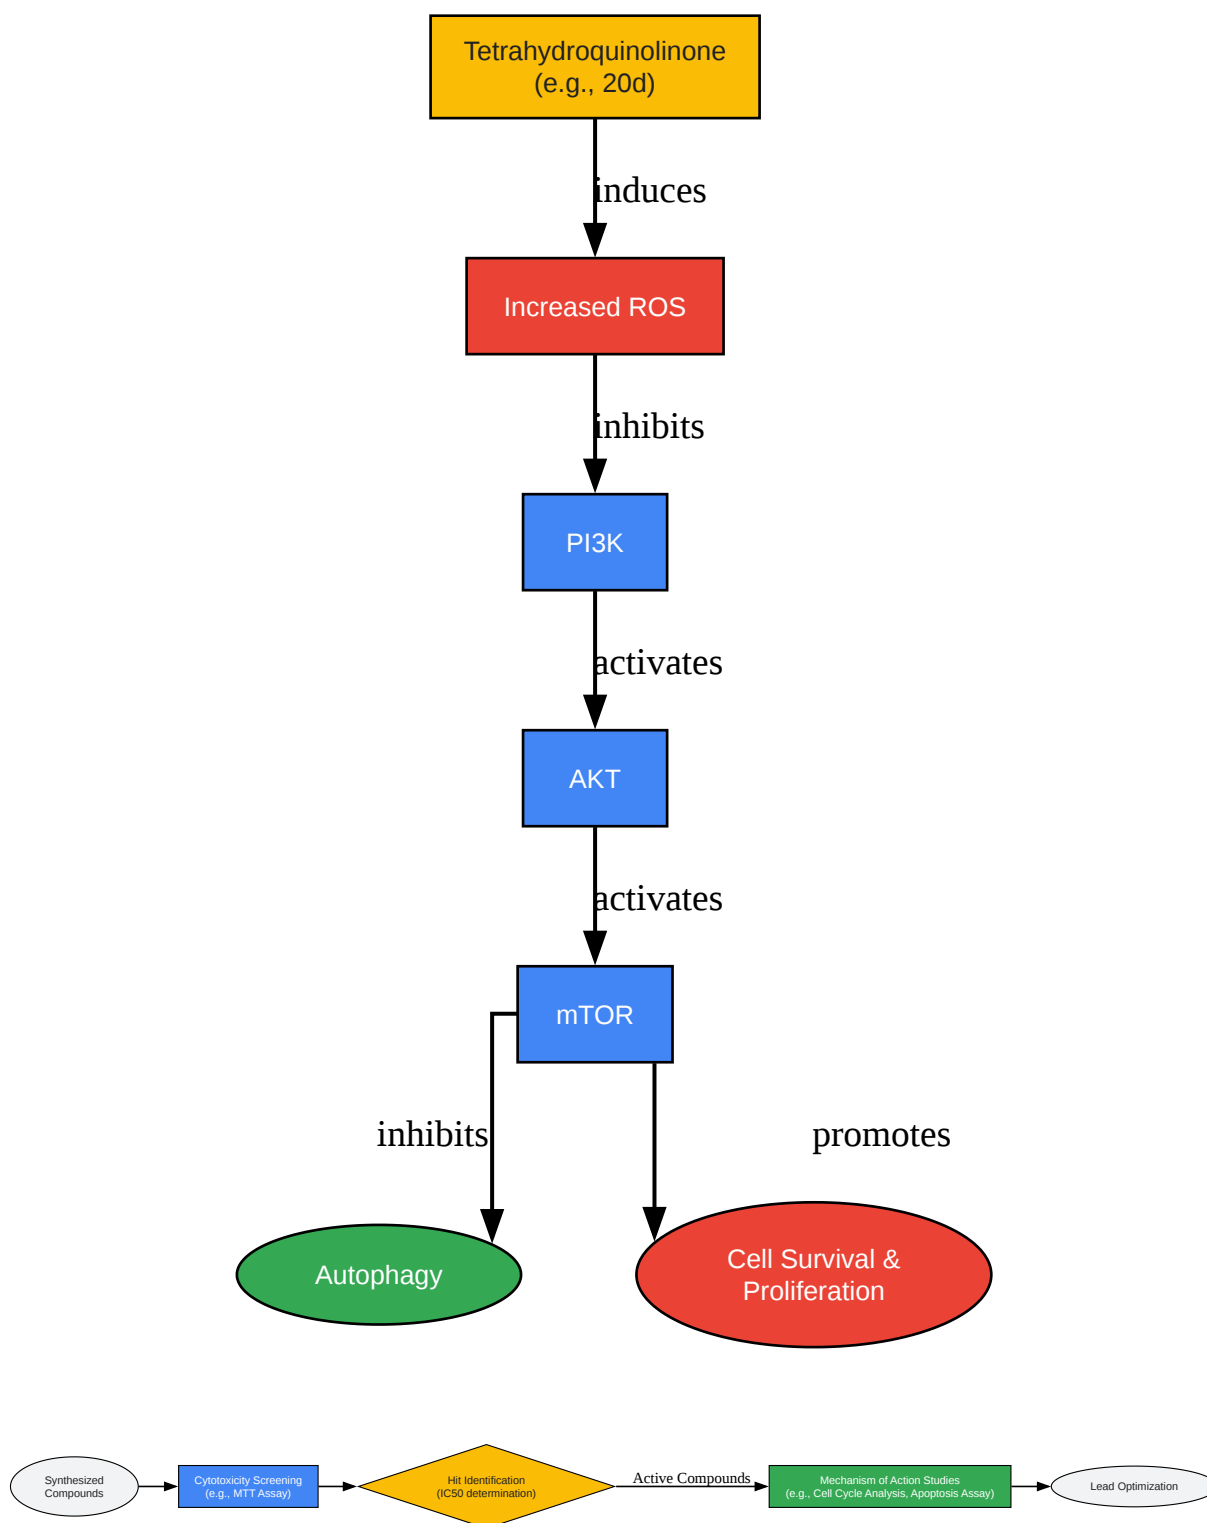 Tetrahydroquinolinone
(e.g., 20d)
induces
Increased ROS
inhibits
PI3K
activates
AKT
activates
mTOR
inhibits
promotes
Autophagy
Cell Survival &
Proliferation
Synthesized
Compounds
Cytotoxicity Screening
(e.g., MTT Assay)
Hit Identification
(IC50 determination)
Active Compounds
Mechanism of Action Studies
(e.g., Cell Cycle Analysis, Apoptosis Assay)
Lead Optimization